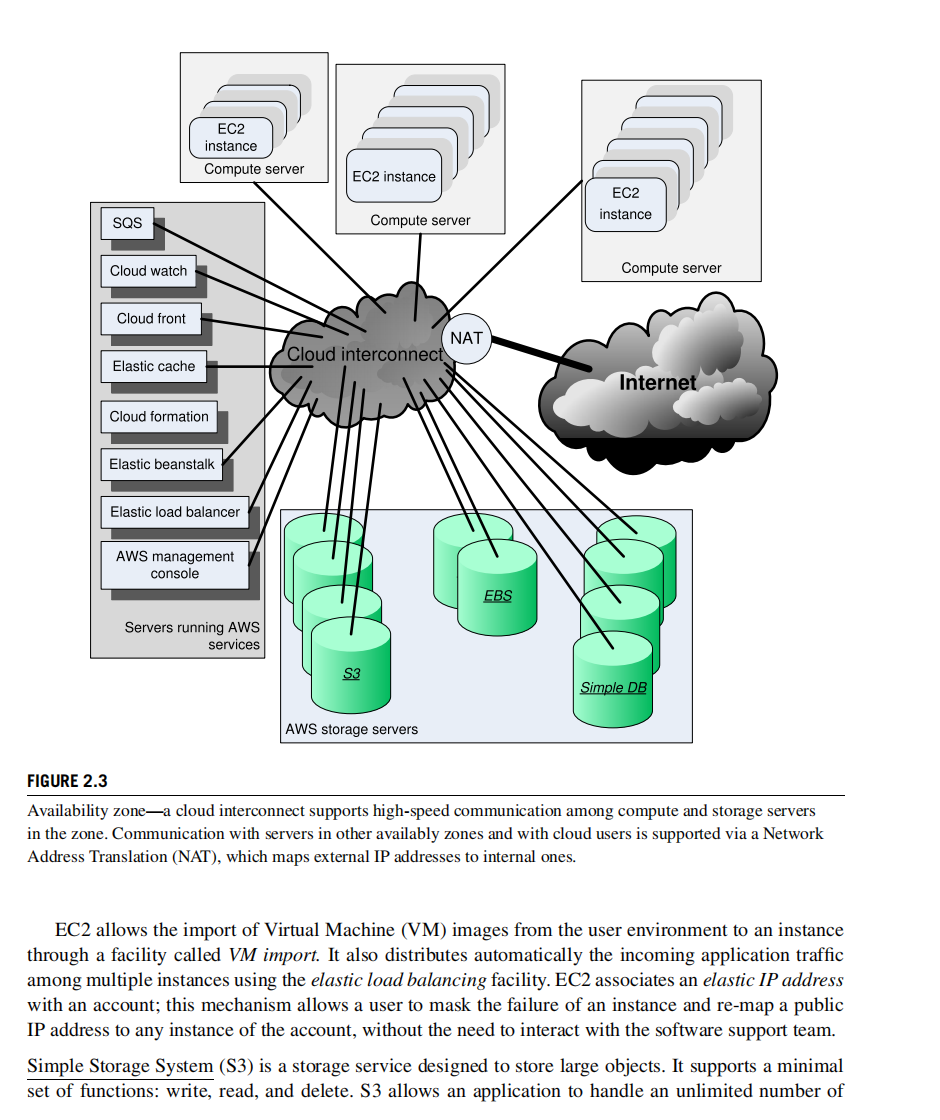 EC2
instance
Compute server
EC2 instance
Compute server
EC2
instance
Compute server
SQS
Cloud watch
Cloud front
Elastic cache
Cloud formation
Elastic beanstalk
Elastic load balancer
AWS management
console
Servers running AWS
services
Cloud interconnect
NAT
Internet
S3
EBS
Simple DB
AWS storage servers
FIGURE 2.3
Availability zone—a cloud interconnect supports high-speed communication among compute and storage servers
in the zone. Communication with servers in other availably zones and with cloud users is supported via a Network
Address Translation (NAT), which maps external IP addresses to internal ones.
EC2 allows the import of Virtual Machine (VM) images from the user environment to an instance
through a facility called VM import. It also distributes automatically the incoming application traffic
among multiple instances using the elastic load balancing facility. EC2 associates an elastic IP address
with an account; this mechanism allows a user to mask the failure of an instance and re-map a public
IP address to any instance of the account, without the need to interact with the software support team.
Simple Storage System (S3) is a storage service designed to store large objects. It supports a minimal
set of functions: write, read, and delete. S3 allows an application to handle an unlimited number of